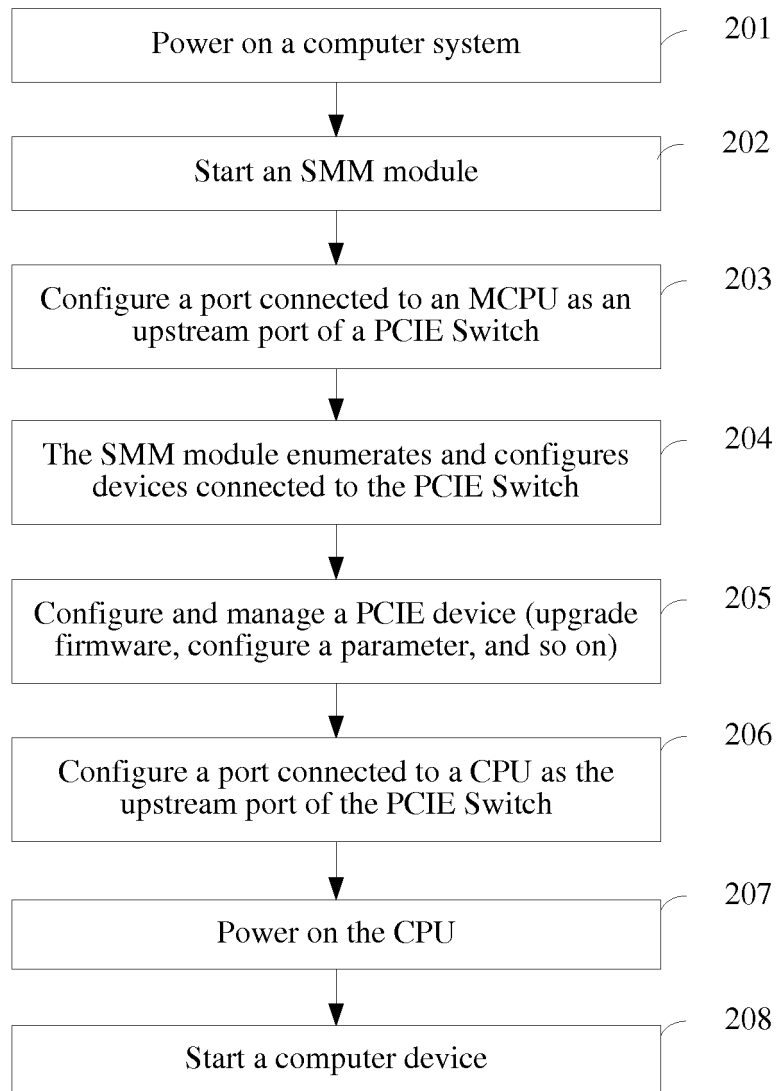 Power on a computer system
201
Start an SMM module
202
Configure a port connected to an MCPU as an
upstream port of a PCIE Switch
203
The SMM module enumerates and configures
devices connected to the PCIE Switch
204
Configure and manage a PCIE device (upgrade
firmware, configure a parameter, and so on)
205
Configure a port connected to a CPU as the
upstream port of the PCIE Switch
206
Power on the CPU
207
Start a computer device
208